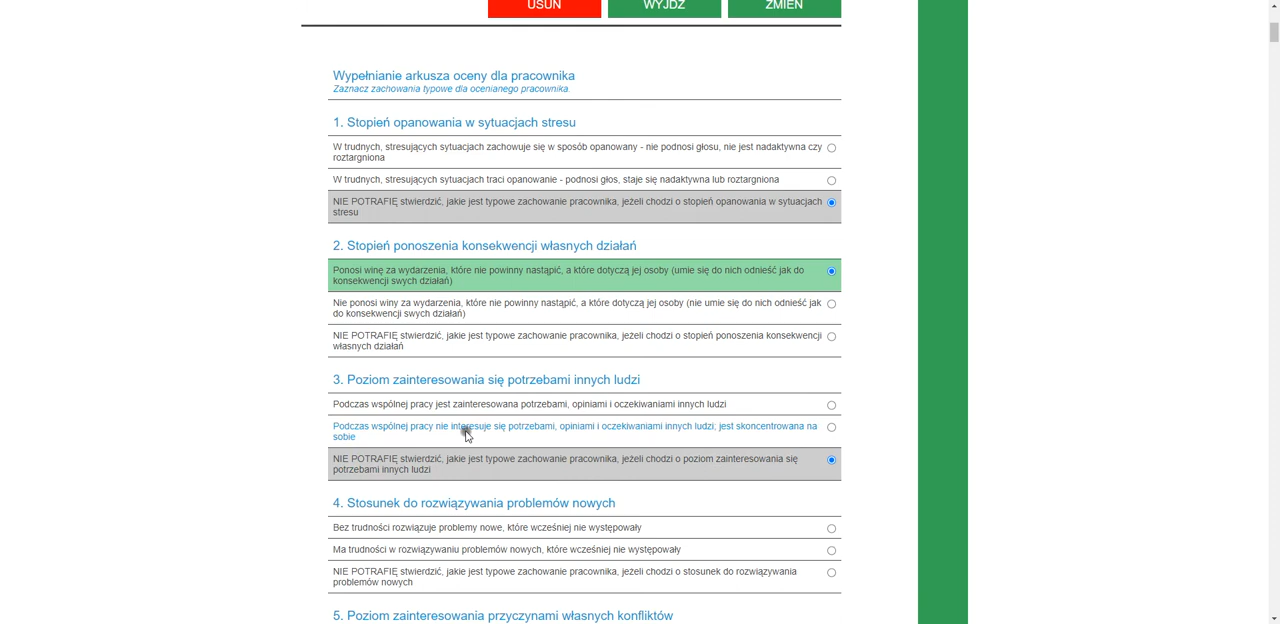 USUŃ WYJDŹ ZMIEŃ
Wypełnianie arkusza oceny dla pracownika
Zaznacz zachowania typowe dla ocenianego pracownika.
1. Stopień opanowania w sytuacjach stresu
W trudnych, stresujących sytuacjach zachowuje się w sposób opanowany - nie podnosi głosu, nie jest nadaktywna czy
roztargniona
W trudnych, stresujących sytuacjach traci opanowanie - podnosi głos, staje się nadaktywna lub roztargniona
NIE POTRAFIĘ stwierdzić, jakie jest typowe zachowanie pracownika, jeżeli chodzi o stopień opanowania w sytuacjach
stresu
2. Stopień ponoszenia konsekwencji własnych działań
Ponosi winę za wydarzenia, które nie powinny nastąpić, a które dotyczą jej osoby (umie się do nich odnieść jak do
konsekwencji swych działań)
Nie ponosi winy za wydarzenia, które nie powinny nastąpić, a które dotyczą jej osoby (nie umie się do nich odnieść jak
do konsekwencji swych działań)
NIE POTRAFIĘ stwierdzić, jakie jest typowe zachowanie pracownika, jeżeli chodzi o stopień ponoszenia konsekwencji
własnych działań
3. Poziom zainteresowania się potrzebami innych ludzi
Podczas wspólnej pracy jest zainteresowana potrzebami, opiniami i oczekiwaniami innych ludzi
Podczas wspólnej pracy nie interesuje się potrzebami, opiniami i oczekiwaniami innych ludzi; jest skoncentrowana na
sobie
NIE POTRAFIĘ stwierdzić, jakie jest typowe zachowanie pracownika, jeżeli chodzi o poziom zainteresowania się
potrzebami innych ludzi
4. Stosunek do rozwiązywania problemów nowych
Bez trudności rozwiązuje problemy nowe, które wcześniej nie występowały
Ma trudności w rozwiązywaniu problemów nowych, które wcześniej nie występowały
NIE POTRAFIĘ stwierdzić, jakie jest typowe zachowanie pracownika, jeżeli chodzi o stosunek do rozwiązywania
problemów nowych
5. Poziom zainteresowania przyczynami własnych konfliktów